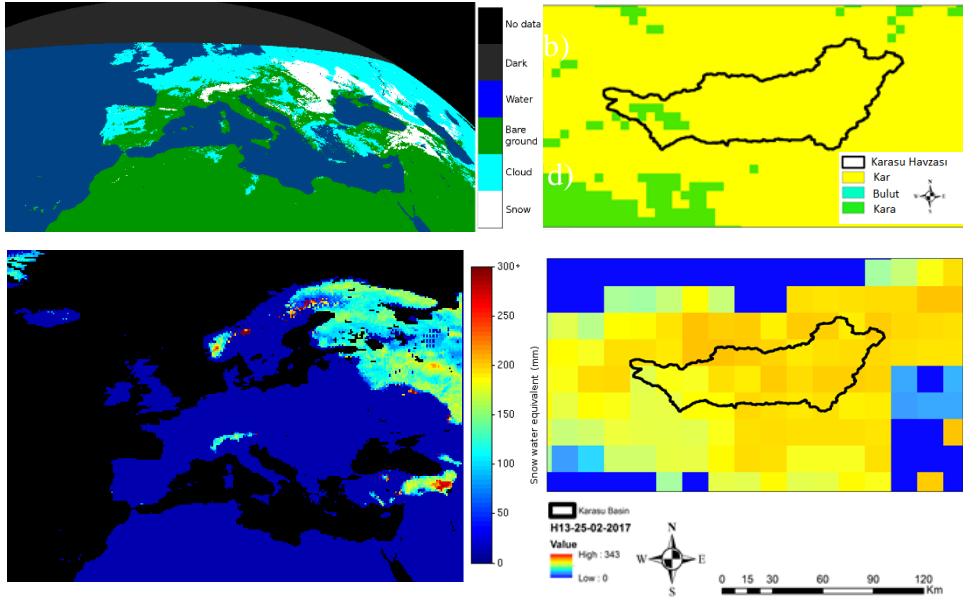 No data
Dark
Water
Bare
ground
Cloud
Snow
b)
d)
Karasu Havzası
Kar
Bulut
Kara
N
W
E
S
300+
250
200
150
100
50
0
Snow water equivalent (mm)
Karasu Basin
H13-25-02-2017
Value
High : 343
Low : 0
N
W
E
S
0 15 30 60 90 120
Km